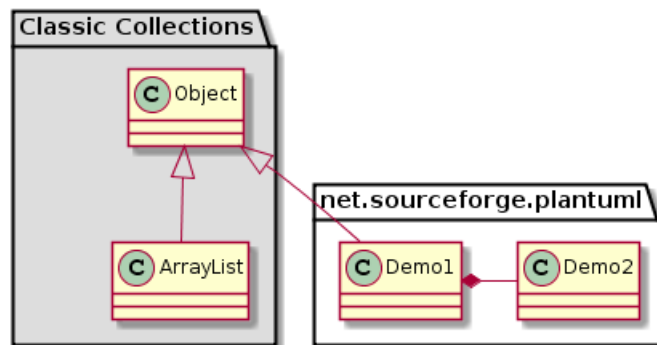 Classic Collections
C Object
net.sourceforge.plantuml
C ArrayList
C Demo1
C Demo2